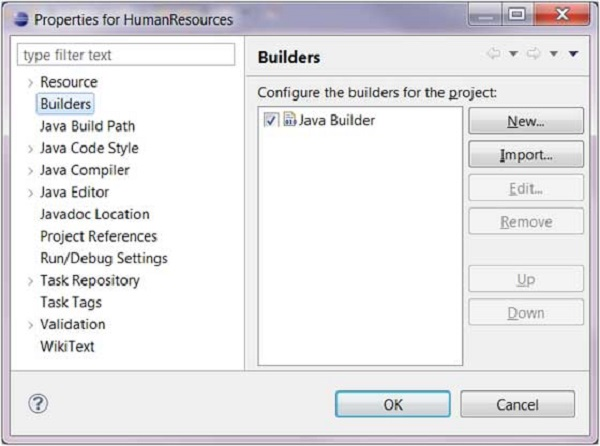 Properties for HumanResources
type filter text
Resource
Builders
Java Build Path
Java Code Style
Java Compiler
Java Editor
Javadoc Location
Project References
Run/Debug Settings
Task Repository
Task Tags
Validation
WikiText
Builders
Configure the builders for the project:
Java Builder
New...
Import...
Edit...
Remove
Up
Down
OK
Cancel